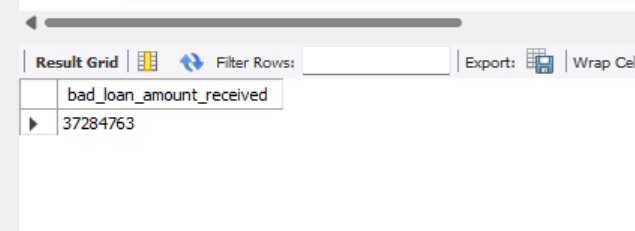 Result Grid Filter Rows: Export: Wrap Cel
bad_loan_amount_received
37284763